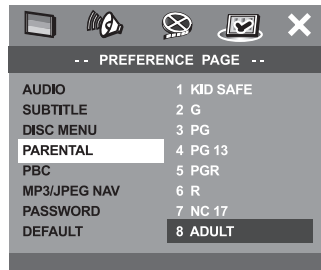 -- PREFERENCE PAGE --
AUDIO 1 KID SAFE
SUBTITLE 2 G
DISC MENU 3 PG
PARENTAL 4 PG 13
PBC 5 PGR
MP3/JPEG NAV 6 R
PASSWORD 7 NC 17
DEFAULT 8 ADULT